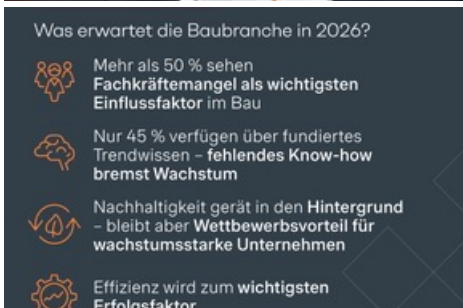 Was erwartet die Baubranche in 2026?
Mehr als 50 % sehen
Fachkräftemangel als wichtigsten
Einflussfaktor im Bau
Nur 45 % verfügen über fundiertes
Trendwissen – fehlendes Know-how
bremst Wachstum
Nachhaltigkeit gerät in den Hintergrund
– bleibt aber Wettbewerbsvorteil für
wachstumsstarke Unternehmen
Effizienz wird zum wichtigsten
Erfolgsfaktor